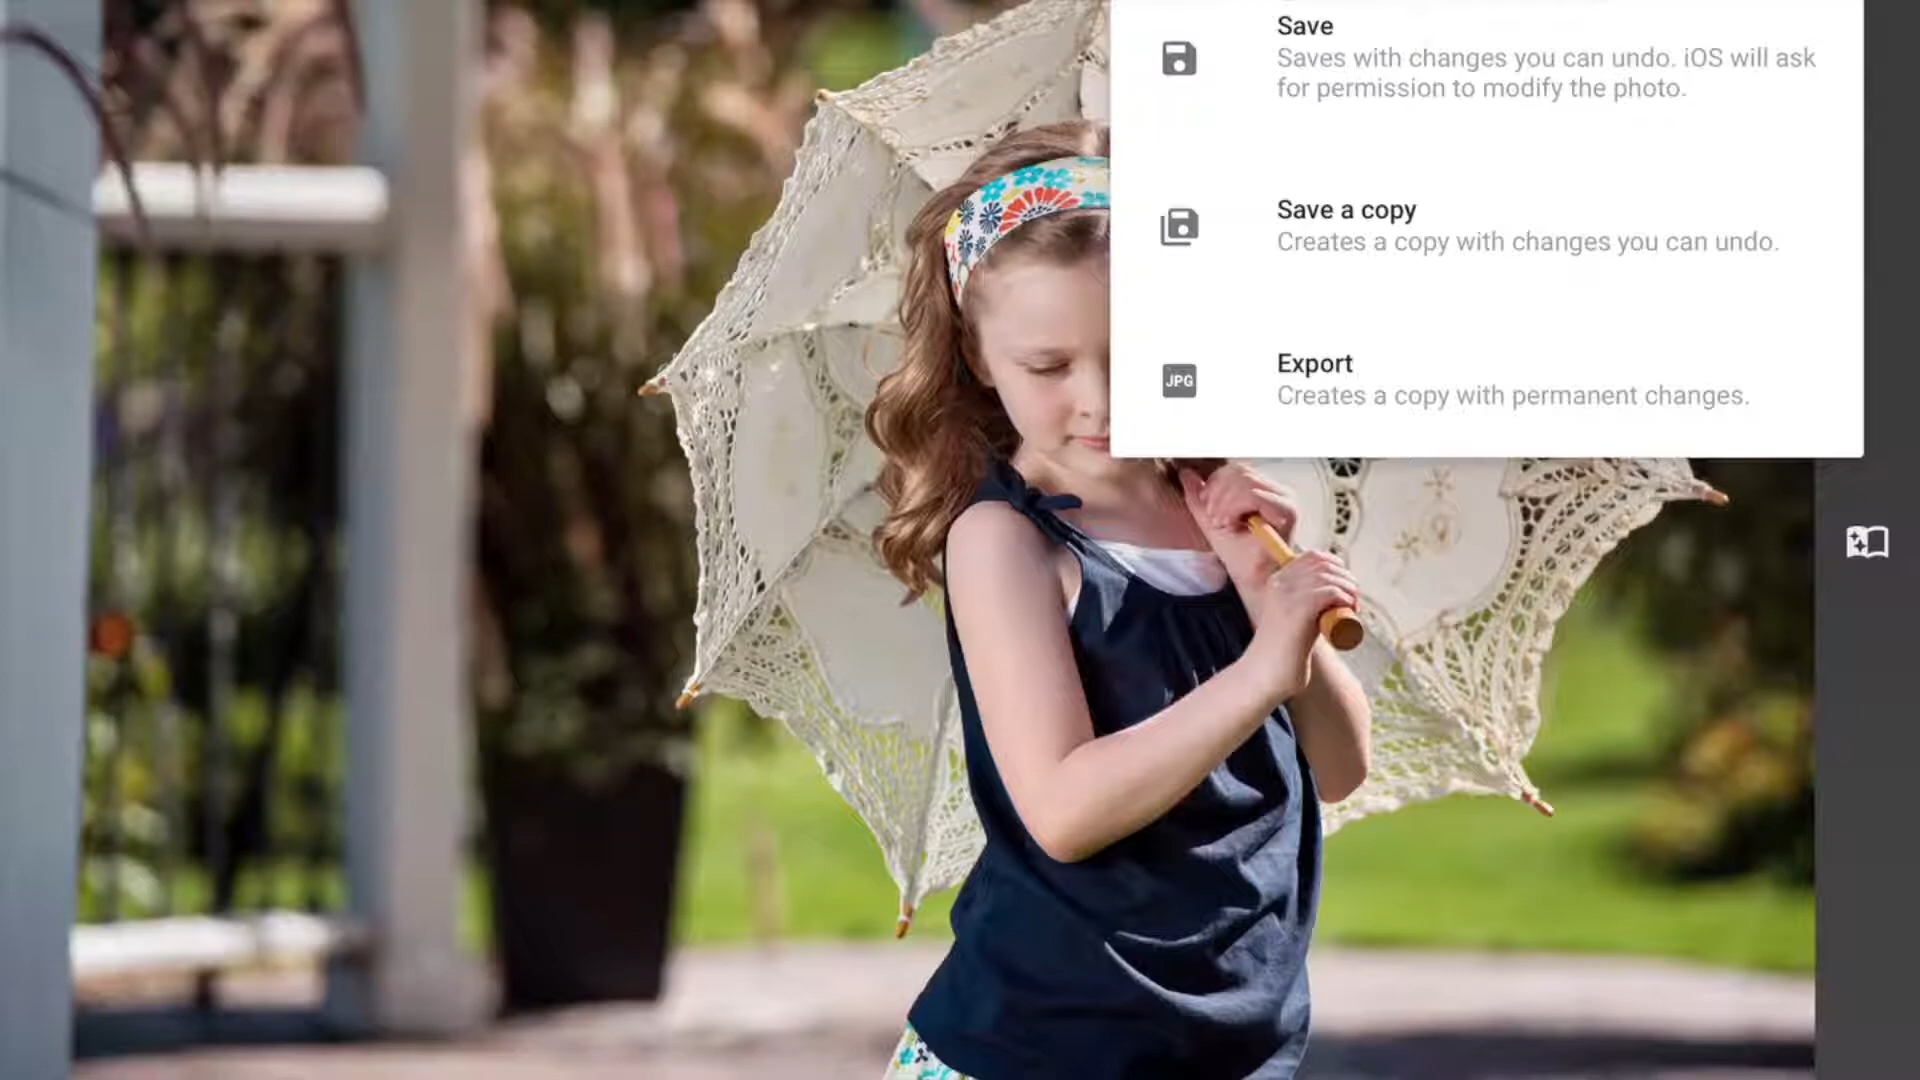 Save
Saves with changes you can undo. iOS will ask
for permission to modify the photo.
Save a copy
Creates a copy with changes you can undo.
JPG
Export
Creates a copy with permanent changes.